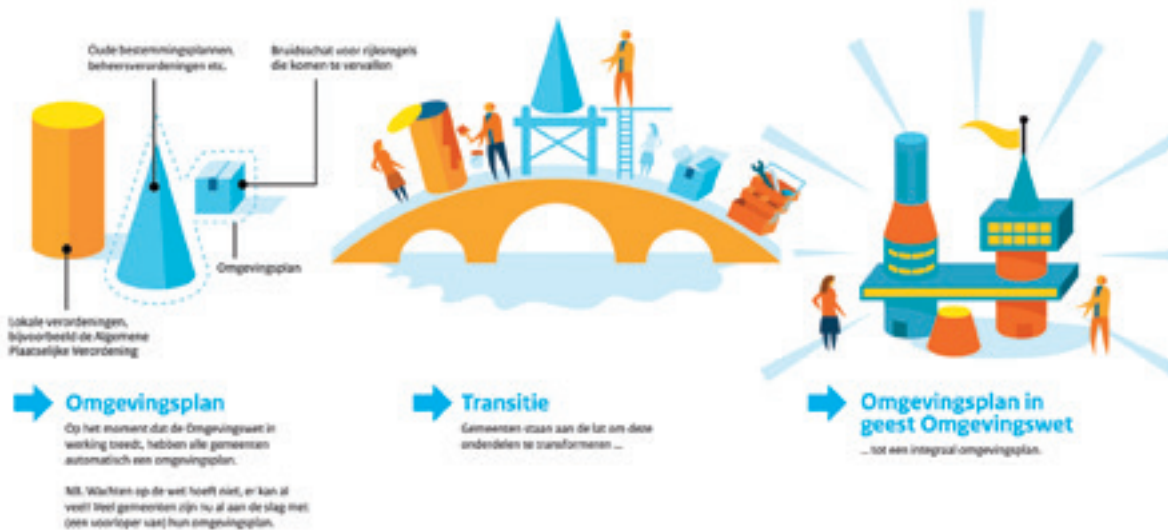 Oude bestemmingsplannen,
beheersverordeningen etc.
Bruidsschat voor rijksregels
die komen te vervallen
Omgevingsplan
Lokale verordeningen,
bijvoorbeeld de Algemene
Plaatselijke Verordening
Omgevingsplan
Op het moment dat de Omgevingswet in
werking treedt, hebben alle gemeenten
automatisch een omgevingsplan.
NB. Wachten op de wet hoeft niet, er kan al
veel! Veel gemeenten zijn nu al aan de slag met
(een voorloper van) hun omgevingsplan.
Transitie
Gemeenten staan aan de lat om deze
onderdelen te transformeren ...
Omgevingsplan in
geest Omgevingswet
... tot een integraal omgevingsplan.